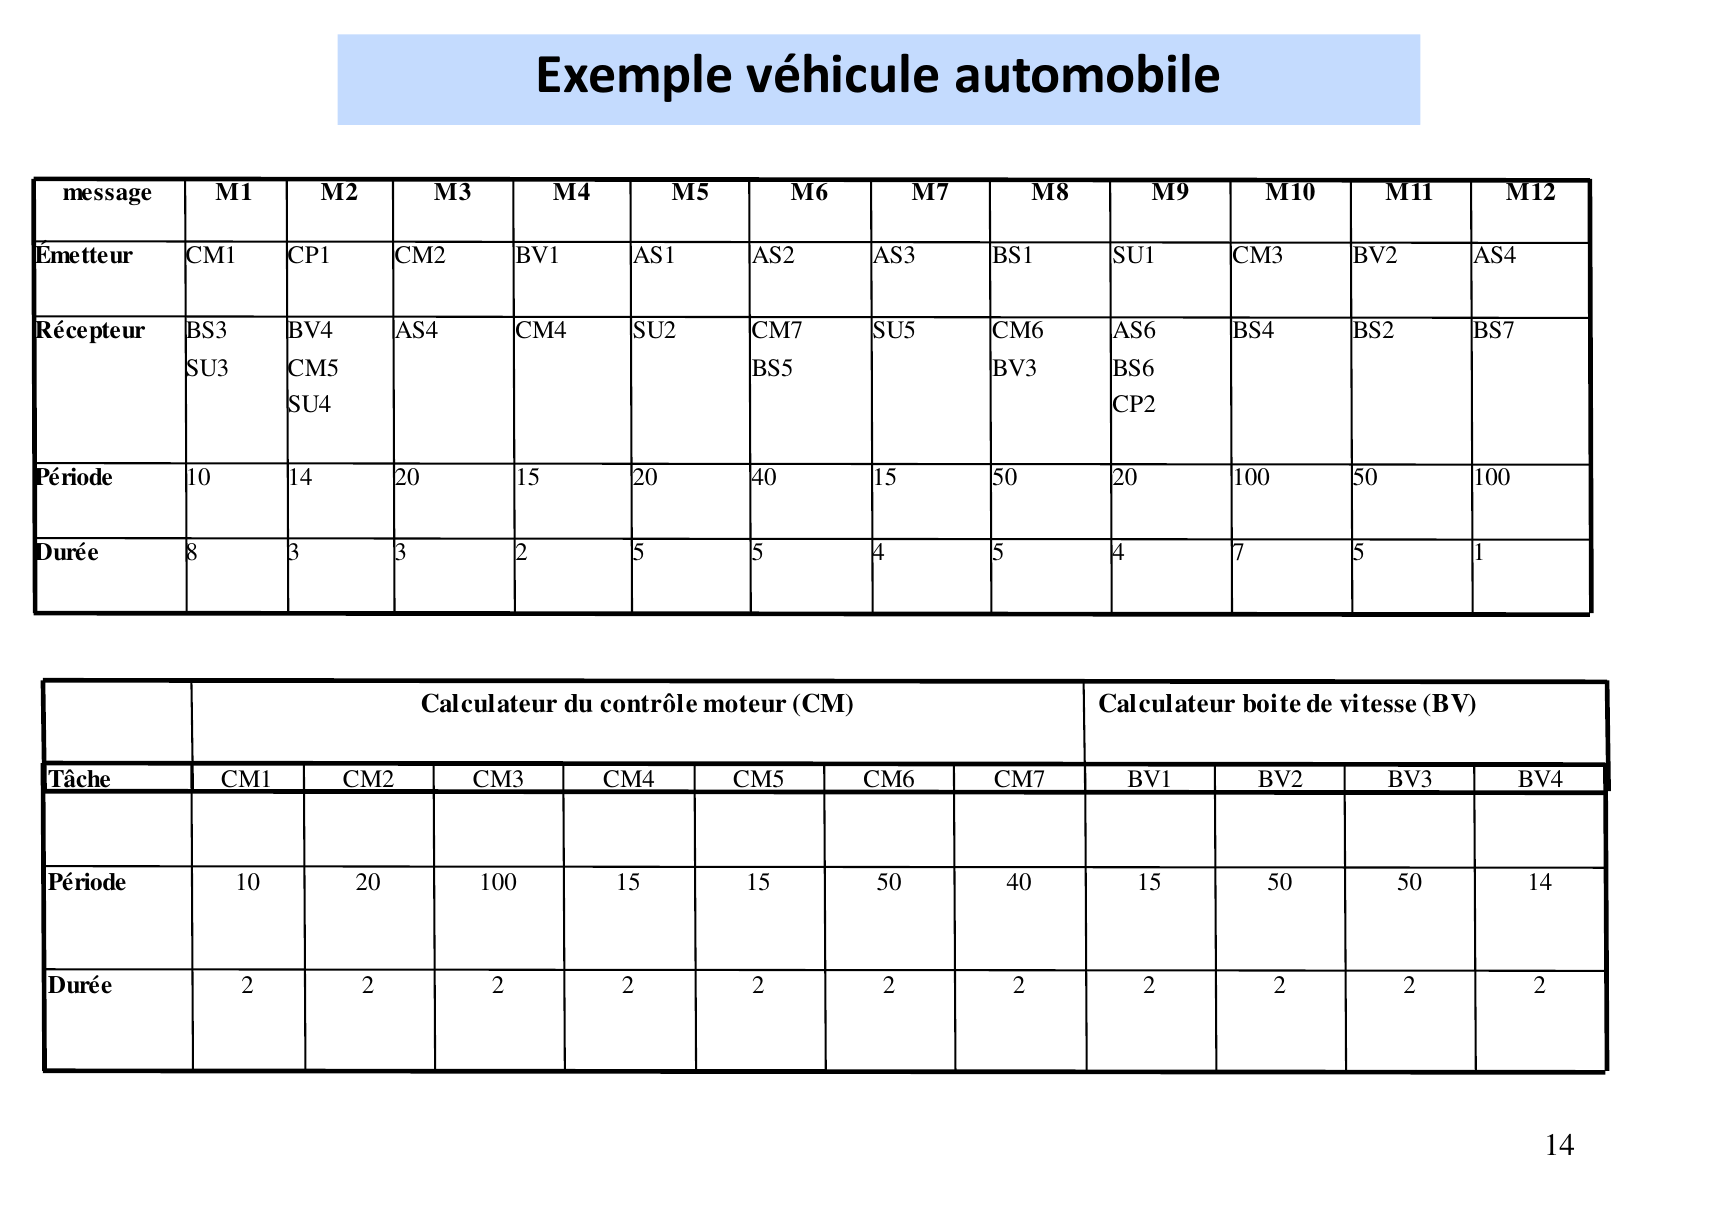 Exemple véhicule automobile
message M1 M2 M3 M4 M5 M6 M7 M8 M9 M10 M11 M12
Émetteur CM1 CP1 CM2 BV1 AS1 AS2 AS3 BS1 SU1 CM3 BV2 AS4
Récepteur BS3 BV4 AS4 CM4 SU2 CM7 SU5 CM6 AS6 BS4 BS2 BS7
SU3 CM5 BS5 BV3 BS6
SU4 CP2
Période 10 14 20 15 20 40 15 50 20 100 50 100
Durée 8 3 3 2 5 5 4 5 4 7 5 1
Calculateur du contrôle moteur (CM) Calculateur boite de vitesse (BV)
Tâche CM1 CM2 CM3 CM4 CM5 CM6 CM7 BV1 BV2 BV3 BV4
Période 10 20 100 15 15 50 40 15 50 50 14
Durée 2 2 2 2 2 2 2 2 2 2 2
14